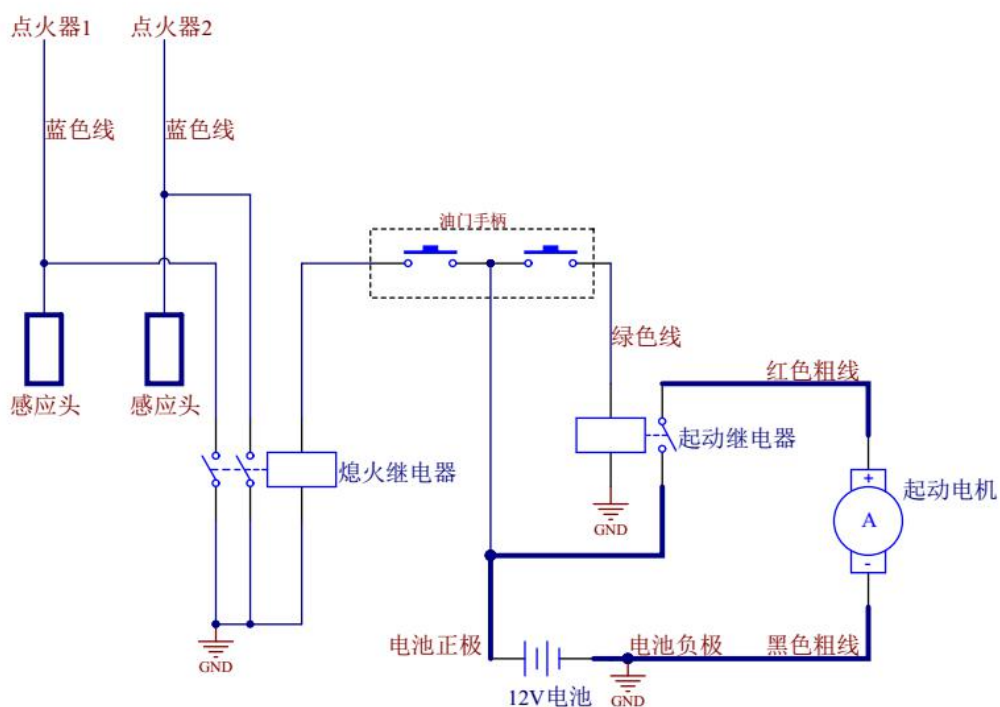 点火器1
点火器2
蓝色线
蓝色线
油门手柄
绿色线
红色粗线
感应头
感应头
起动继电器
熄火继电器
起动电机
+
A
-
GND
电池正极
电池负极
黑色粗线
GND
12V电池
GND